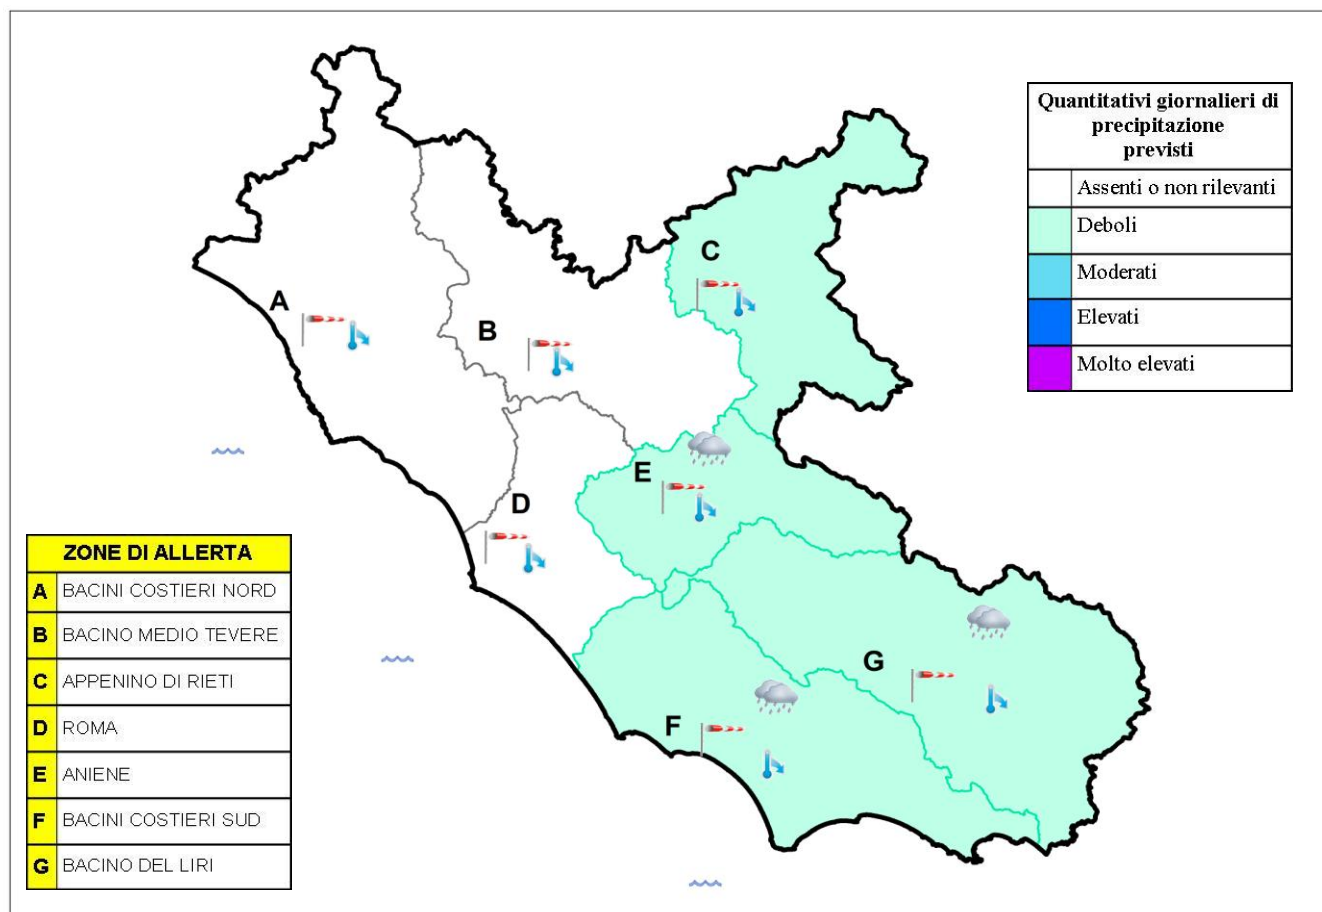 Quantitativi giornalieri di
precipitazione
previsti
Assenti o non rilevanti
Deboli
Moderati
Elevati
Molto elevati
C
A
B
E
D
G
F
ZONE DI ALLERTA
A BACINI COSTIERI NORD
B BACINO MEDIO TEVERE
C APPENINO DI RIETI
D ROMA
E ANIENE
F BACINI COSTIERI SUD
G BACINO DEL LIRI